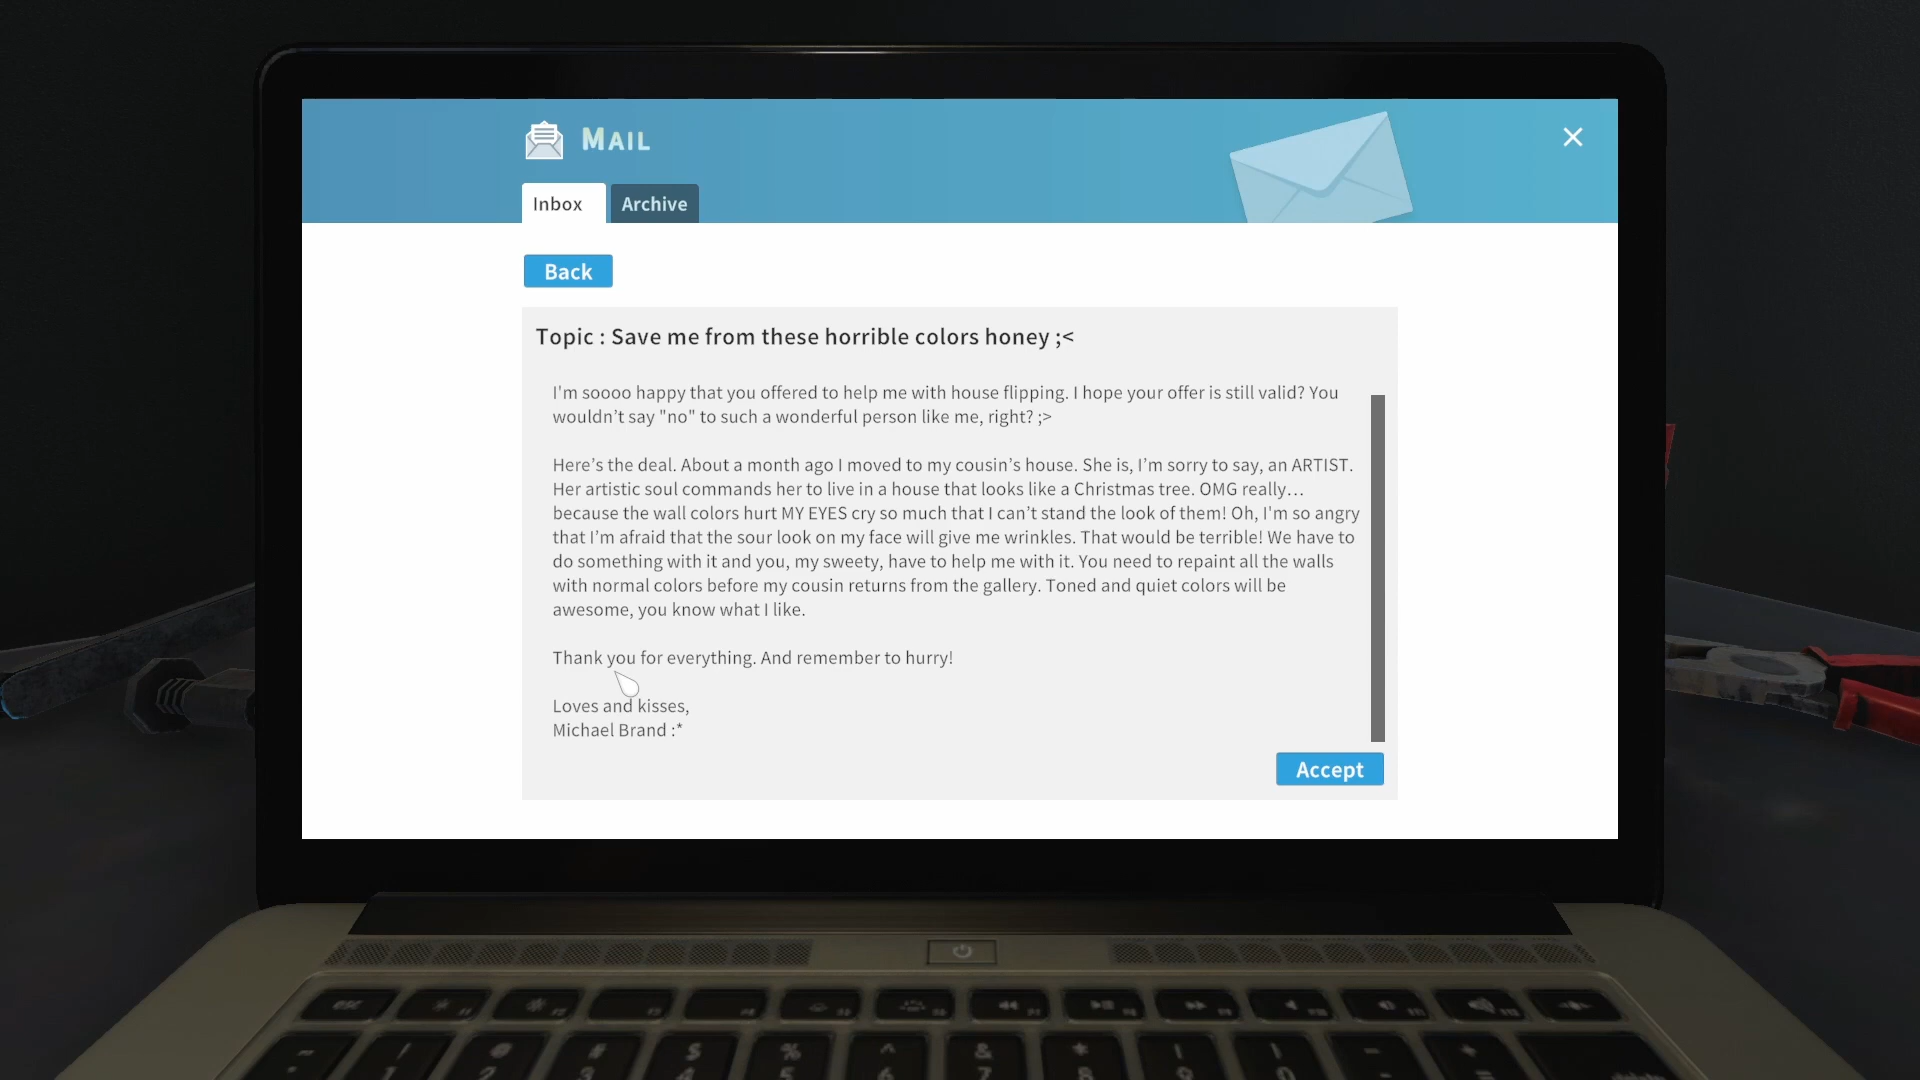 MAIL
Inbox
Archive
Back
Topic : Save me from these horrible colors honey ;<
I'm soooo happy that you offered to help me with house flipping. I hope your offer is still valid? You
wouldn’t say "no" to such a wonderful person like me, right? ;>
Here’s the deal. About a month ago I moved to my cousin’s house. She is, I’m sorry to say, an ARTIST.
Her artistic soul commands her to live in a house that looks like a Christmas tree. OMG really…
because the wall colors hurt MY EYES cry so much that I can’t stand the look of them! Oh, I'm so angry
that I’m afraid that the sour look on my face will give me wrinkles. That would be terrible! We have to
do something with it and you, my sweety, have to help me with it. You need to repaint all the walls
with normal colors before my cousin returns from the gallery. Toned and quiet colors will be
awesome, you know what I like.
Thank you for everything. And remember to hurry!
Loves and kisses,
Michael Brand :*
Accept
esc